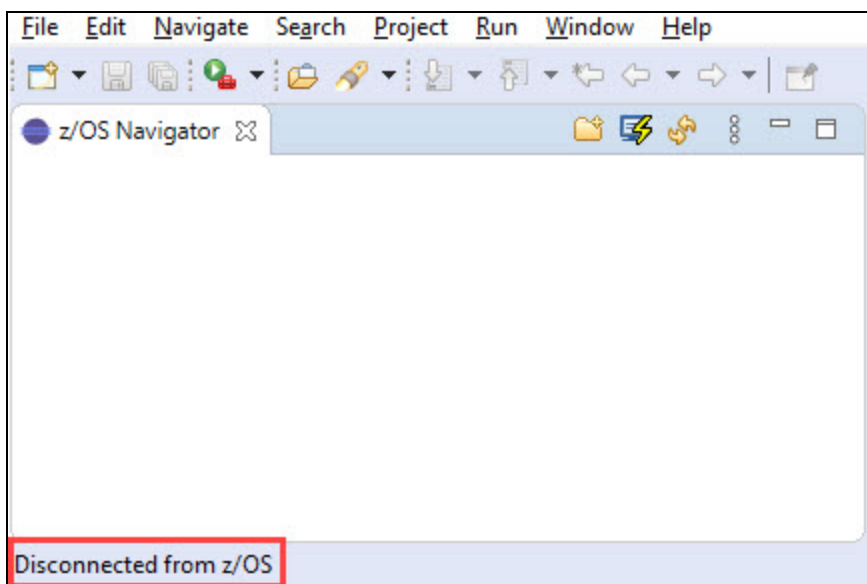 File Edit Navigate Search Project Run Window Help
z/OS Navigator
Disconnected from z/OS